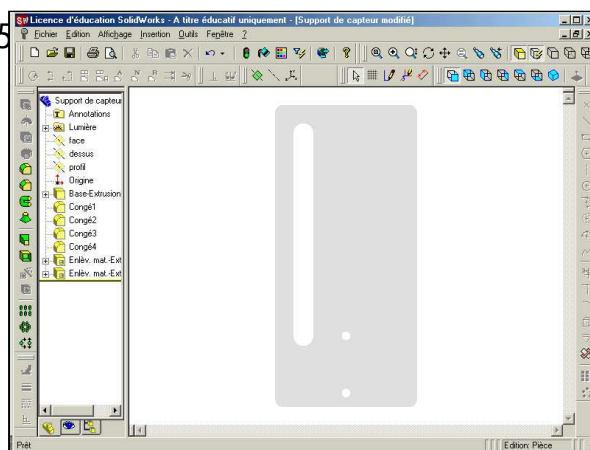 5
Licence d'éducation SolidWorks - A titre éducatif uniquement - [Support de capteur modifié]
Fichier Edition Affichage Insertion Outils Fenêtre ?
Support de capteu
Annotations
Lumière
face
dessus
profil
Origine
Base-Extrusion
Congé1
Congé2
Congé3
Congé4
Enlèv. mat.-Ext
Enlèv. mat.-Ext
Prêt
Edition: Pièce